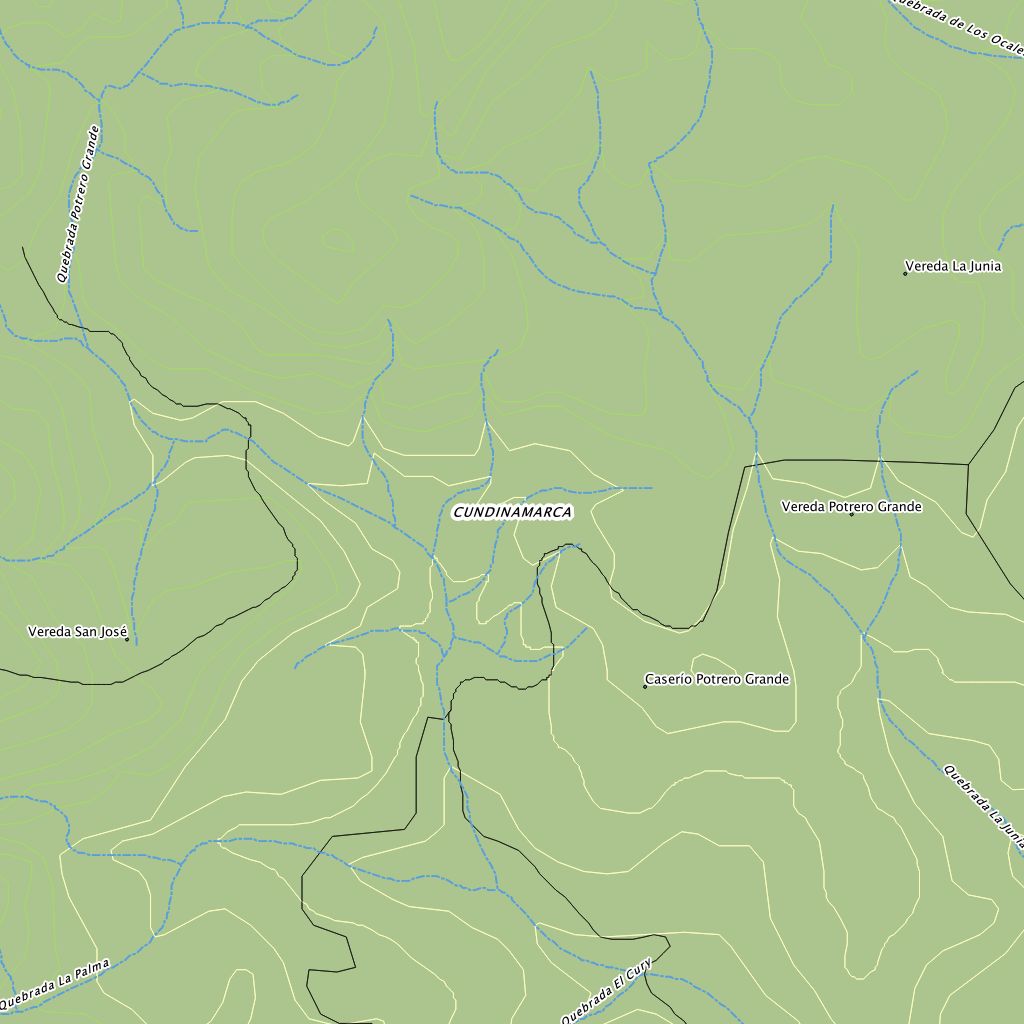 Quebrada de Los Ocales
Quebrada Potrero Grande
Vereda La Junia
Vereda Potrero Grande
CUNDINAMARCA
Vereda San José
Caserío Potrero Grande
Quebrada La Junia
Quebrada La Palma
Quebrada El Cury